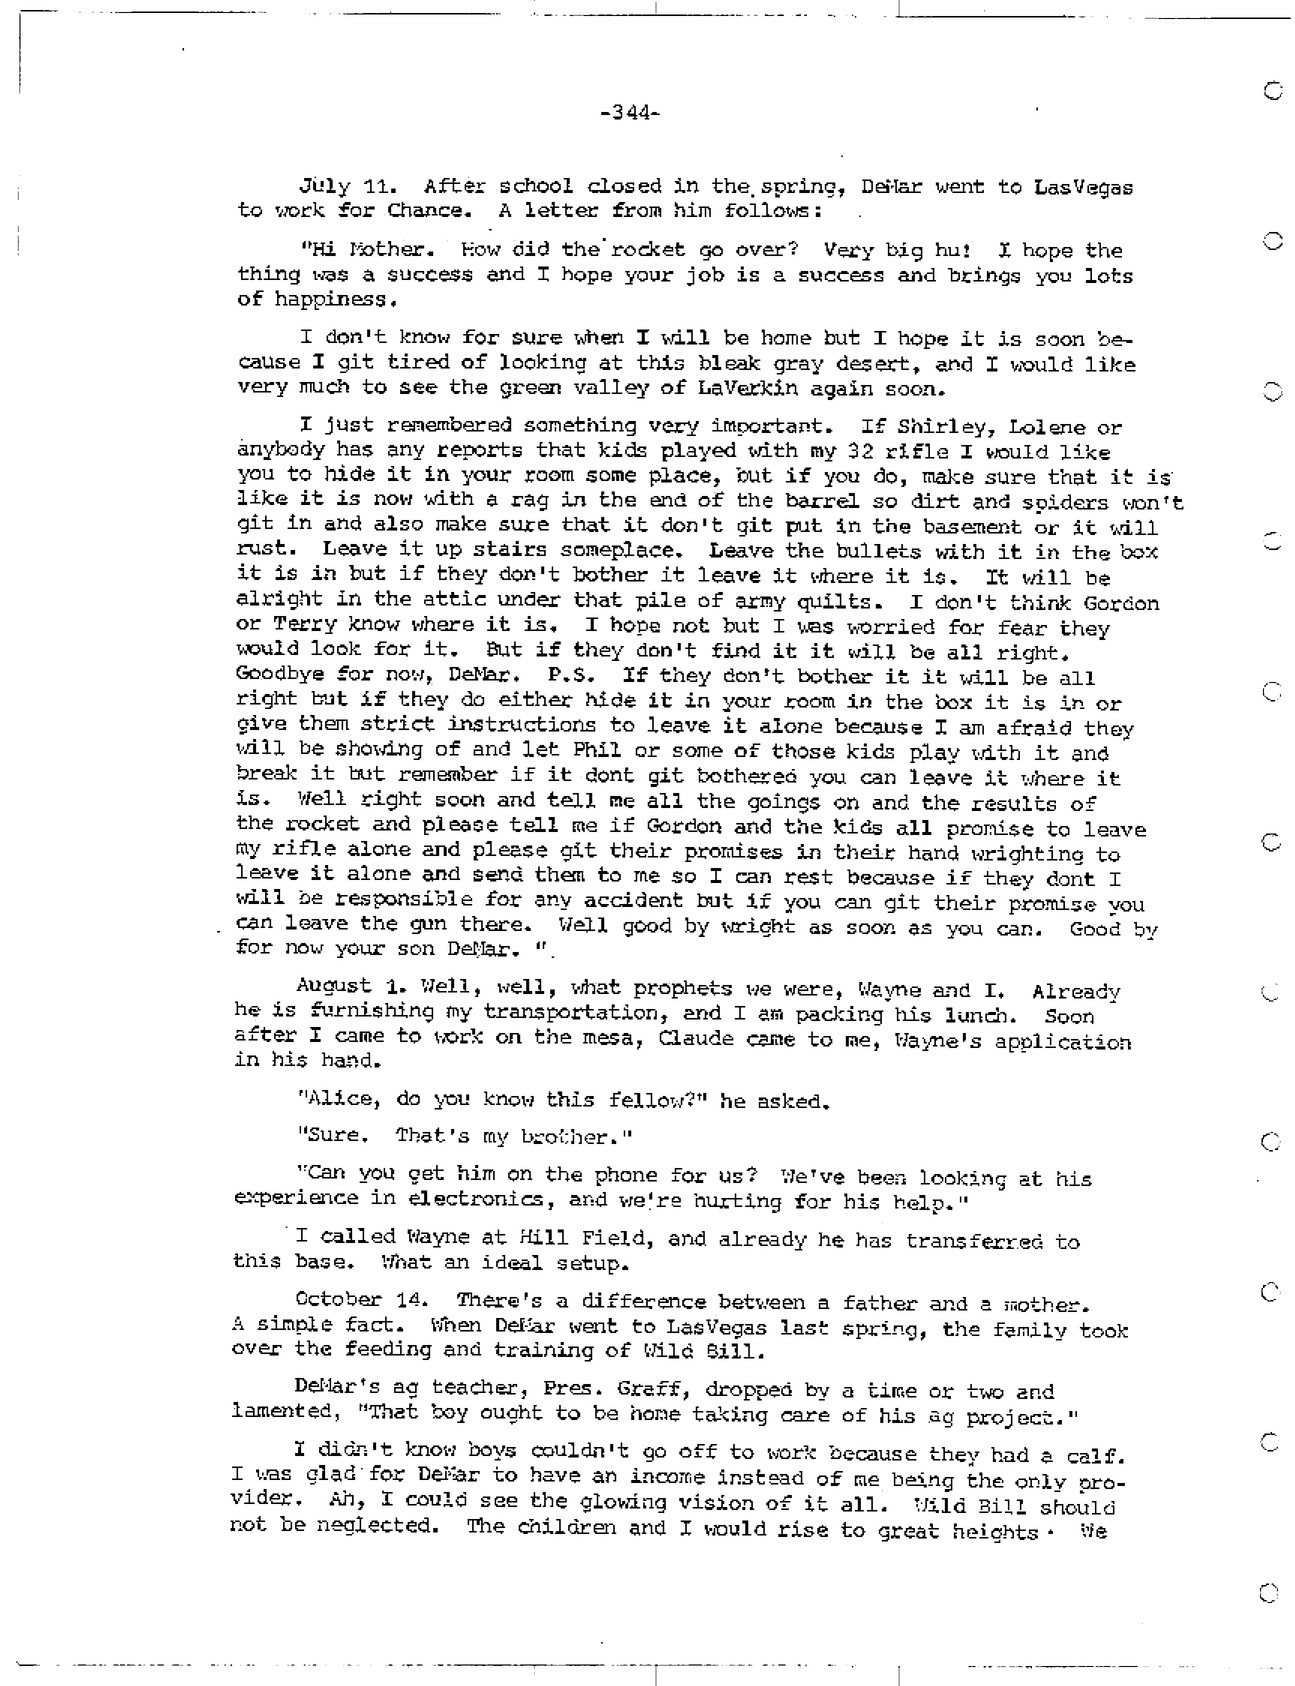 -344-
July 11. After school closed in the spring, DeMar went to LasVegas
to work for Chance. A letter from him follows:
"Hi Mother. How did the rocket go over? Very big hu! I hope the
thing was a success and I hope your job is a success and brings you lots
of happiness.
I don't know for sure when I will be home but I hope it is soon be-
cause I git tired of looking at this bleak gray desert, and I would like
very much to see the green valley of LaVerkin again soon.
I just remembered something very important. If Shirley, Lolene or
anybody has any reports that kids played with my 32 rifle I would like
you to hide it in your room some place, but if you do, make sure that it is
like it is now with a rag in the end of the barrel so dirt and spiders won't
git in and also make sure that it don't git put in the basement or it will
rust. Leave it up stairs someplace. Leave the bullets with it in the box
it is in but if they don't bother it leave it where it is. It will be
alright in the attic under that pile of army quilts. I don't think Gordon
or Terry know where it is. I hope not but I was worried for fear they
would look for it. But if they don't find it it will be all right.
Goodbye for now, DeMar. P.S. If they don't bother it it will be all
right but if they do either hide it in your room in the box it is in or
give them strict instructions to leave it alone because I am afraid they
will be showing of and let Phil or some of those kids play with it and
break it but remember if it dont git bothered you can leave it where it
is. Well right soon and tell me all the goings on and the results of
the rocket and please tell me if Gordon and the kids all promise to leave
my rifle alone and please git their promises in their hand wrighting to
leave it alone and send them to me so I can rest because if they dont I
will be responsible for any accident but if you can git their promise you
can leave the gun there. Well good by wright as soon as you can. Good by
for now your son DeMar. "
August 1. Well, well, what prophets we were, Wayne and I. Already
he is furnishing my transportation, and I am packing his lunch. Soon
after I came to work on the mesa, Claude came to me, Wayne's application
in his hand.
"Alice, do you know this fellow?" he asked.
"Sure. That's my brother."
"Can you get him on the phone for us? We've been looking at his
experience in electronics, and we're hurting for his help."
I called Wayne at Hill Field, and already he has transferred to
this base. What an ideal setup.
October 14. There's a difference between a father and a mother.
A simple fact. When DeMar went to LasVegas last spring, the family took
over the feeding and training of Wild Bill.
DeMar's ag teacher, Pres. Graff, dropped by a time or two and
lamented, "That boy ought to be home taking care of his ag project."
I didn't know boys couldn't go off to work because they had a calf.
I was glad for DeMar to have an income instead of me being the only pro-
vider. Ah, I could see the glowing vision of it all. Wild Bill should
not be neglected. The children and I would rise to great heights. We